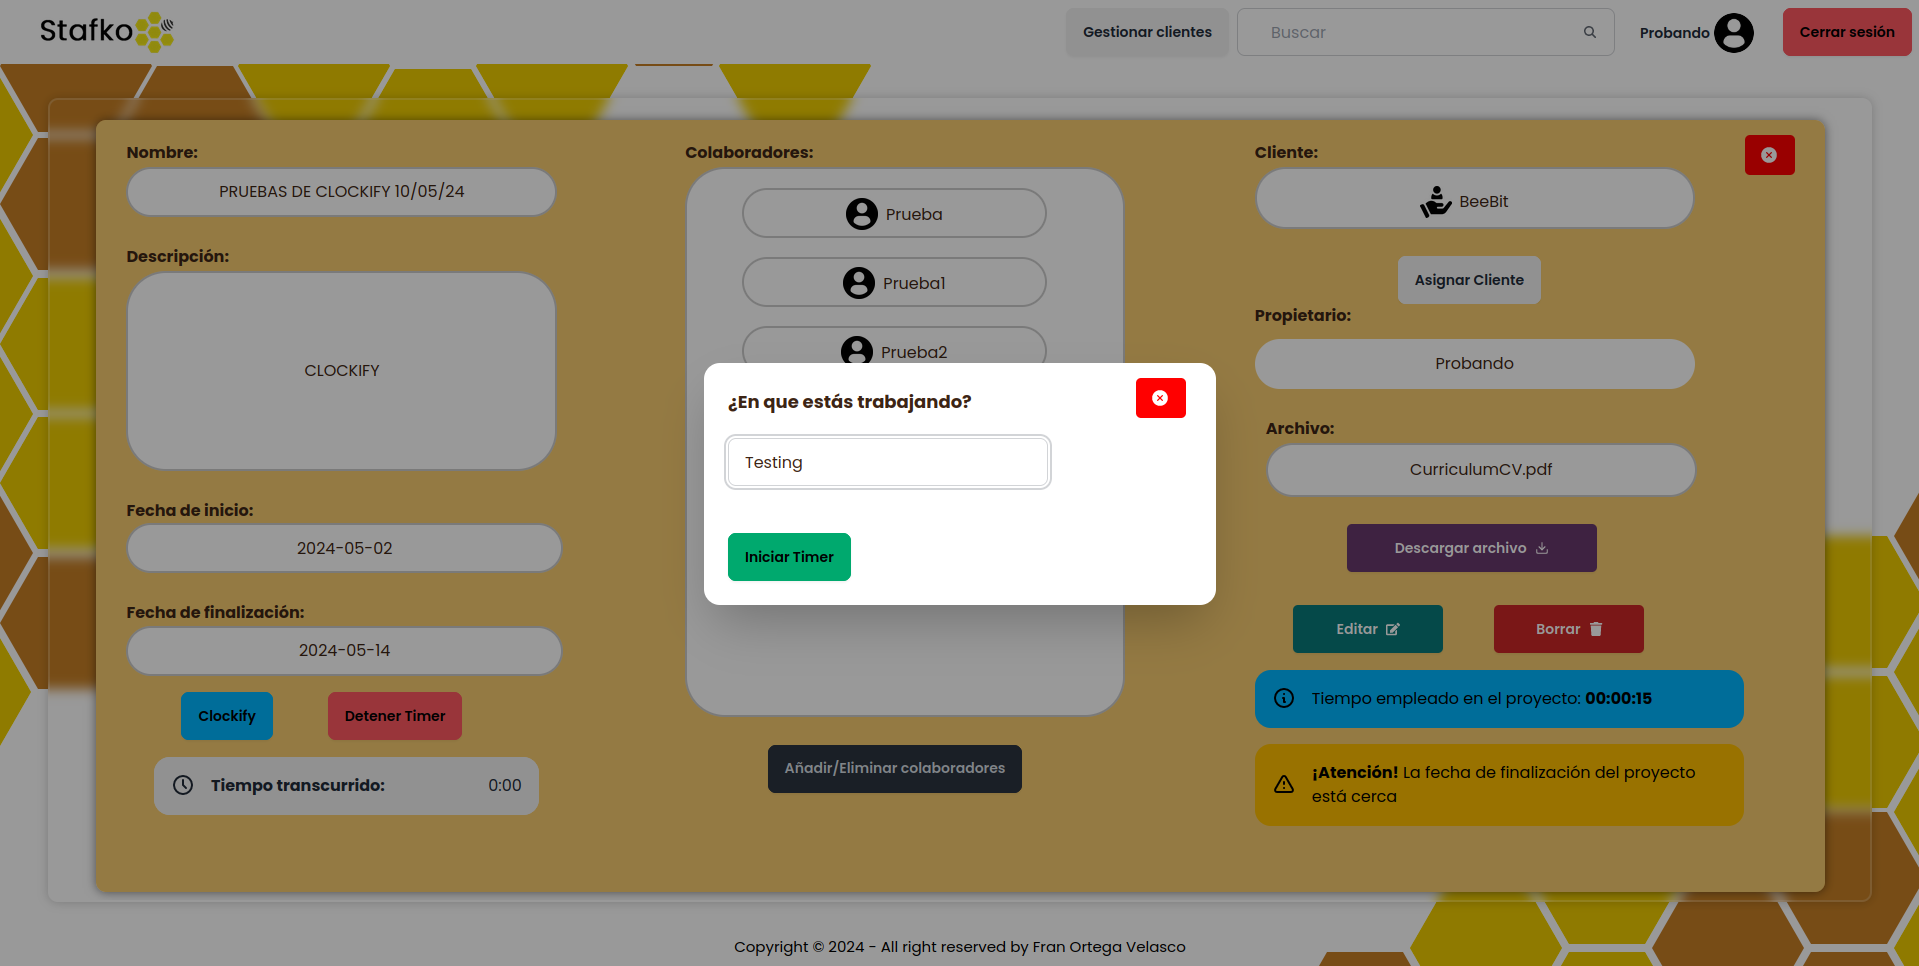 Stafko
Gestionar clientes
Buscar
Probando
Cerrar sesión
Nombre:
PRUEBAS DE CLOCKIFY 10/05/24
Descripción:
CLOCKIFY
Fecha de inicio:
2024-05-02
Fecha de finalización:
2024-05-14
Clockify
Detener Timer
Tiempo transcurrido:
0:00
Colaboradores:
Prueba
Prueba1
Prueba2
¿En que estás trabajando?
Testing
Iniciar Timer
Añadir/Eliminar colaboradores
Cliente:
BeeBit
Asignar Cliente
Propietario:
Probando
Archivo:
CurriculumCV.pdf
Descargar archivo
Editar
Borrar
Tiempo empleado en el proyecto: 00:00:15
¡Atención! La fecha de finalización del proyecto
está cerca
Copyright © 2024 - All right reserved by Fran Ortega Velasco